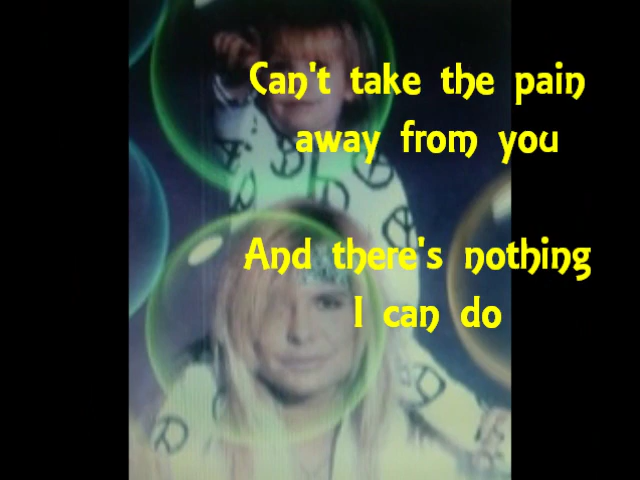 Can't take the pain
away from you
And there's nothing
I can do